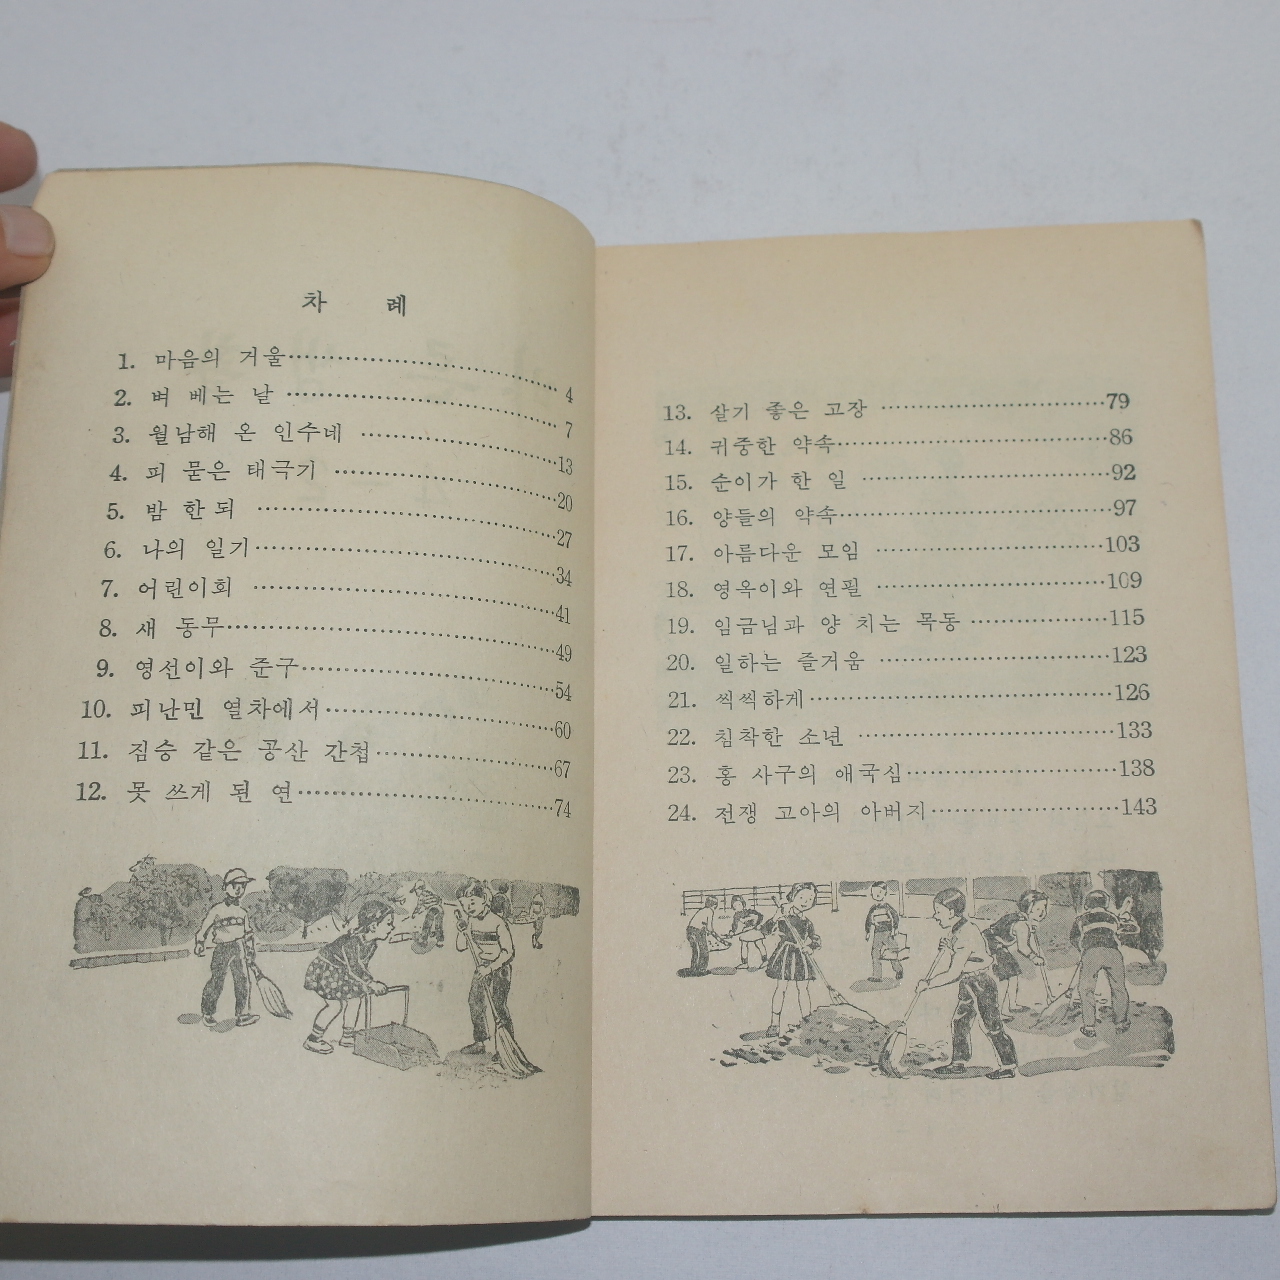 차 례
1. 마음의 거울 4
2. 벼 베는 날 7
3. 월남해 온 인수네 13
4. 피 묻은 태극기 20
5. 밤 한 되 27
6. 나의 일기 34
7. 어린이회 41
8. 새 동무 49
9. 영선이와 준구 54
10. 피난민 열차에서 60
11. 짐승 같은 공산 간첩 67
12. 못 쓰게 된 연 74
13. 살기 좋은 고장 79
14. 귀중한 약속 86
15. 순이가 한 일 92
16. 양들의 약속 97
17. 아름다운 모임 103
18. 영옥이와 연필 109
19. 임금님과 양 치는 목동 115
20. 일하는 즐거움 123
21. 씩씩하게 126
22. 침착한 소년 133
23. 홍 사구의 애국심 138
24. 전쟁 고아의 아버지 143